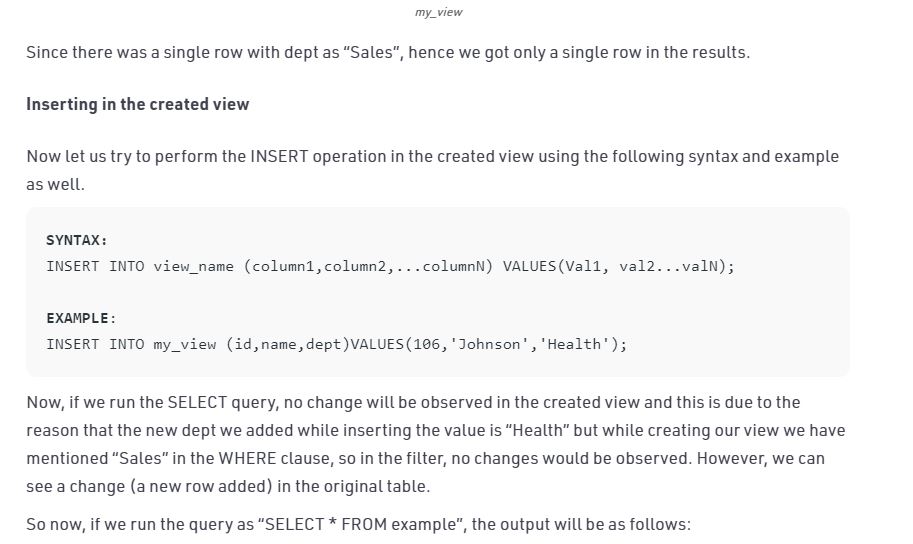 my_view
Since there was a single row with dept as “Sales”, hence we got only a single row in the results.
Inserting in the created view
Now let us try to perform the INSERT operation in the created view using the following syntax and example
as well.
SYNTAX:
INSERT INTO view_name (column1,column2,...columnN) VALUES(Val1, val2...valN);
EXAMPLE:
INSERT INTO my_view (id,name,dept)VALUES(106,'Johnson','Health');
Now, if we run the SELECT query, no change will be observed in the created view and this is due to the
reason that the new dept we added while inserting the value is “Health” but while creating our view we have
mentioned “Sales” in the WHERE clause, so in the filter, no changes would be observed. However, we can
see a change (a new row added) in the original table.
So now, if we run the query as “SELECT * FROM example”, the output will be as follows: